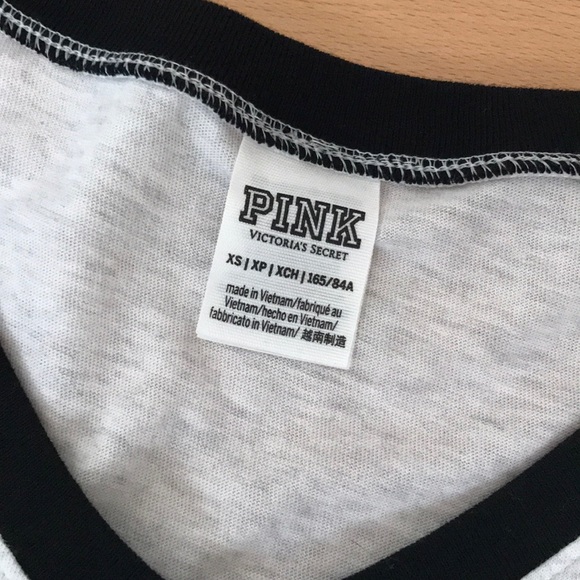 PINK
VICTORIA'S SECRET
XS | XP | XCH | 165/84A
made in Vietnam/fabriqué au
Vietnam/hecho en Vietnam/
fabbricato in Vietnam/越南制造